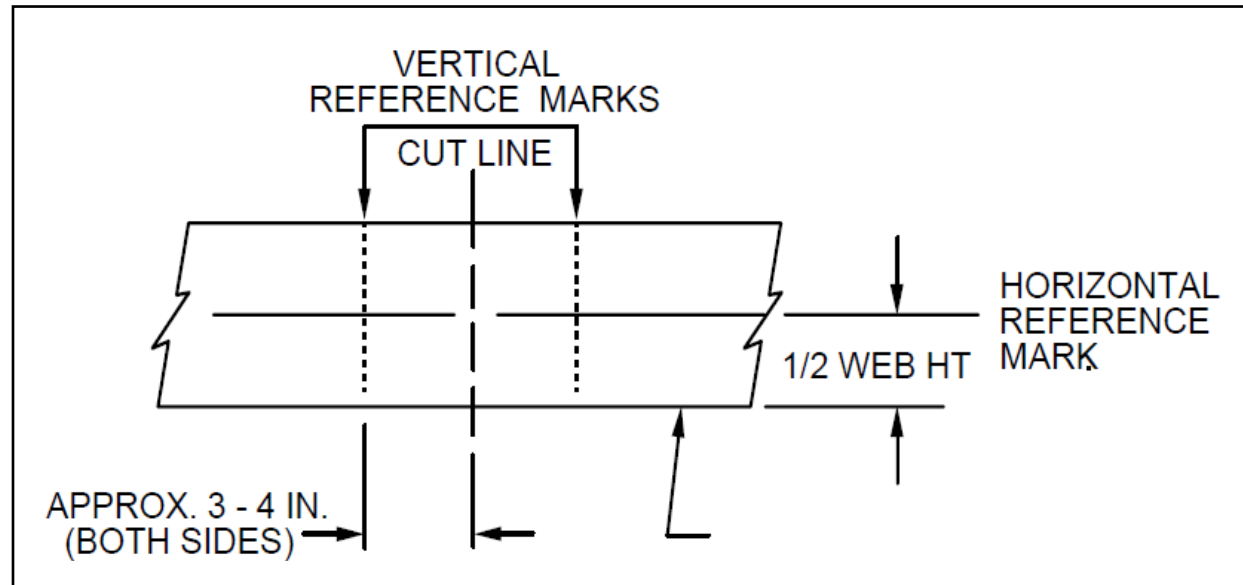 VERTICAL
REFERENCE MARKS
CUT LINE
HORIZONTAL
REFERENCE
MARK.
1/2 WEB HT
APPROX. 3 - 4 IN.
(BOTH SIDES)